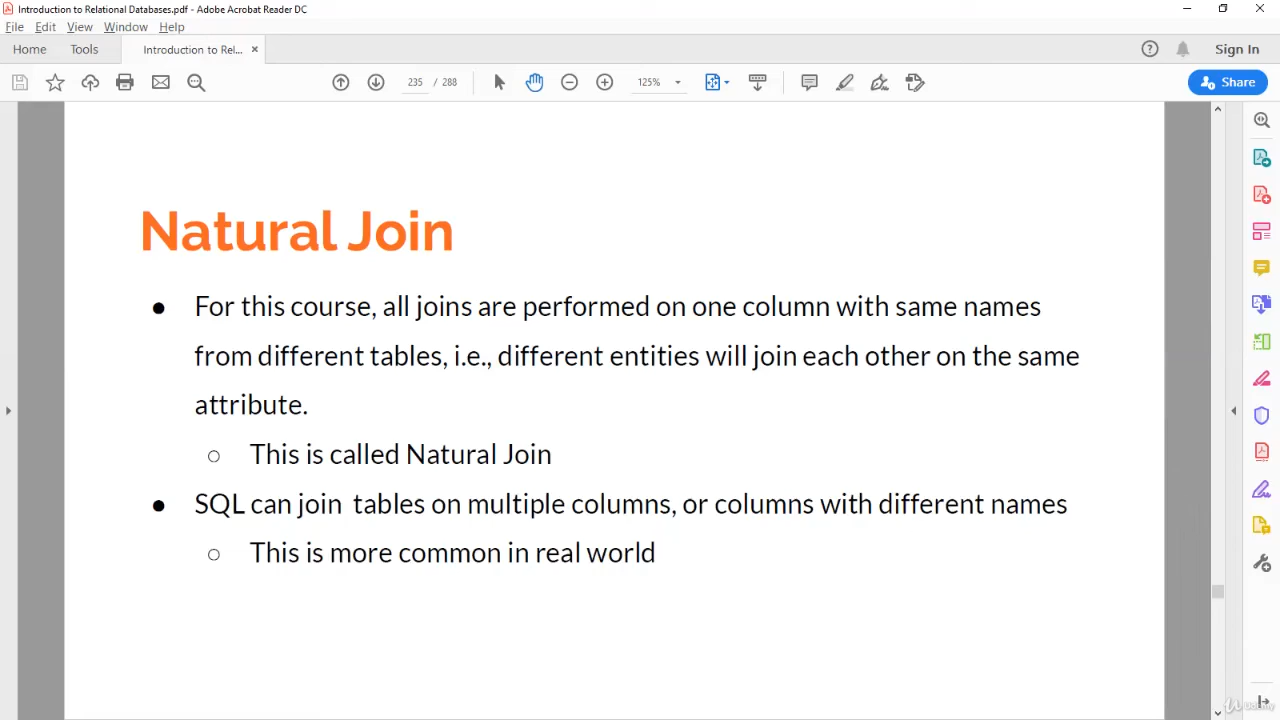 Introduction to Relational Databases.pdf - Adobe Acrobat Reader DC
File Edit View Window Help
Home Tools Introduction to Rel... × Sign In
235 / 288 125% Share
Natural Join
● For this course, all joins are performed on one column with same names
from different tables, i.e., different entities will join each other on the same
attribute.
○ This is called Natural Join
● SQL can join  tables on multiple columns, or columns with different names
○ This is more common in real world
Udemy